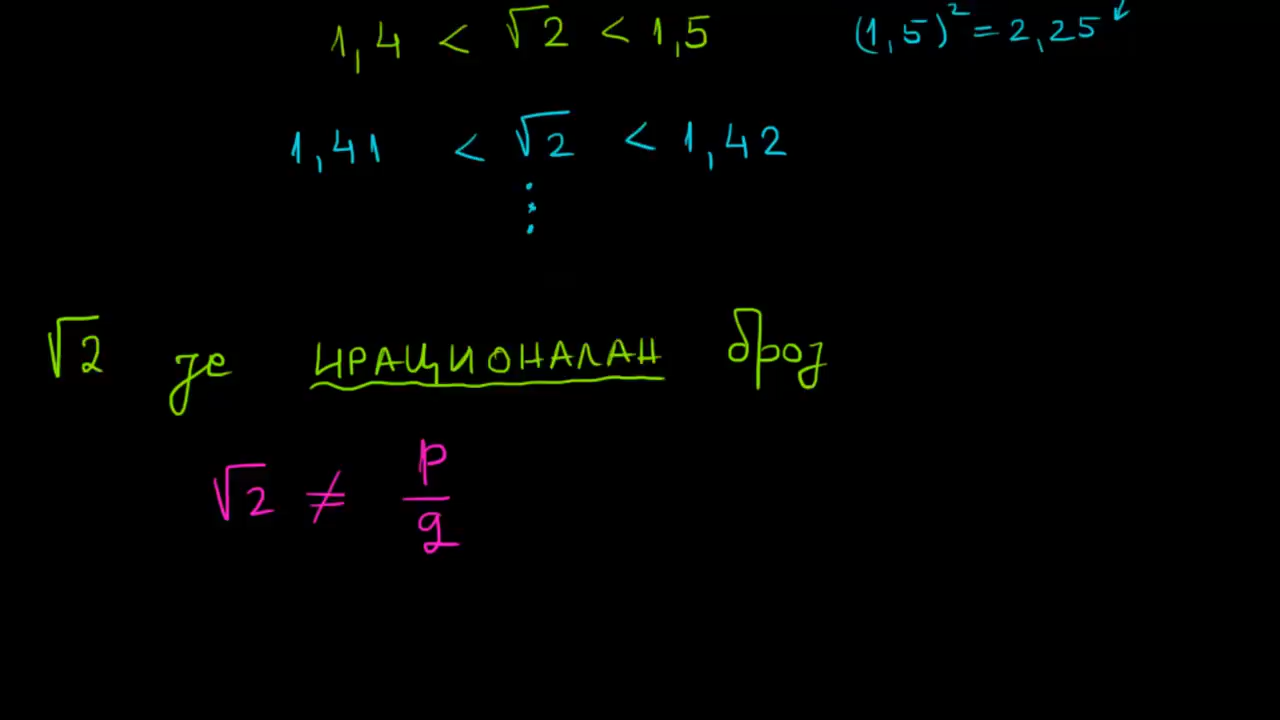 1,4 < √2 < 1,5 (1,5)² = 2,25
1,41 < √2 < 1,42
⋮
√2 је ИРАЦИОНАЛАН број
√2 ≠ p/q